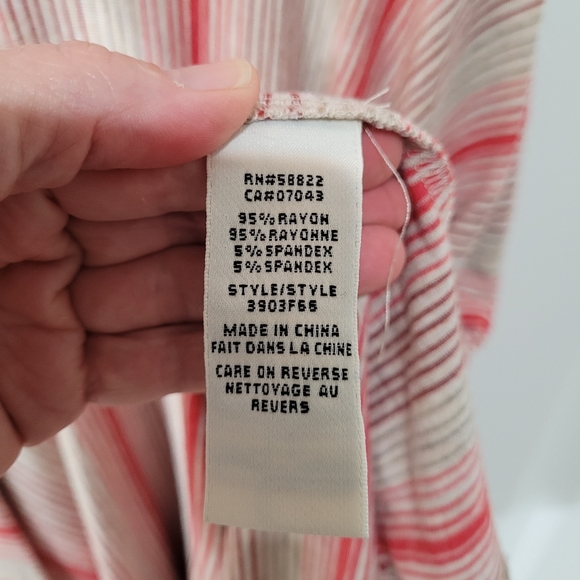 RN#58822
CA#07043
95%RAYON
95%RAYONNE
5%SPANDEX
5%SPANDEX
STYLE/STYLE
3903F66
MADE IN CHINA
FAIT DANS LA CHINE
CARE ON REVERSE
NETTOYAGE AU
REVERS